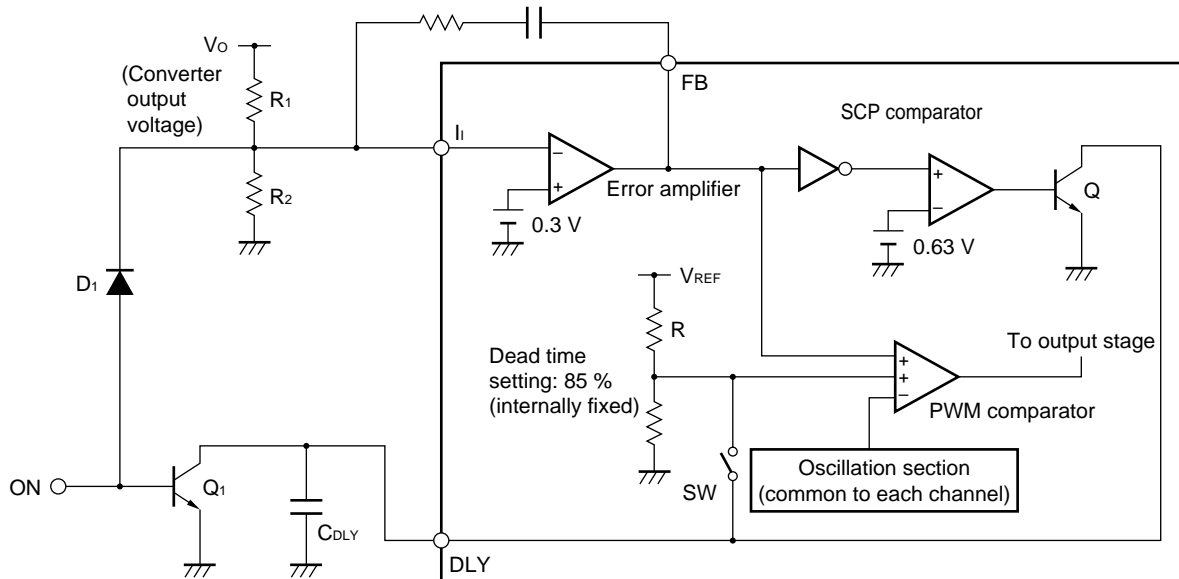 VO
(Converter
output
voltage)
R1
R2
II
FB
SCP comparator
Error amplifier
0.3 V
0.63 V
Q
D1
VREF
R
Dead time
setting: 85 %
(internally fixed)
To output stage
PWM comparator
Oscillation section
(common to each channel)
SW
ON
Q1
CDLY
DLY